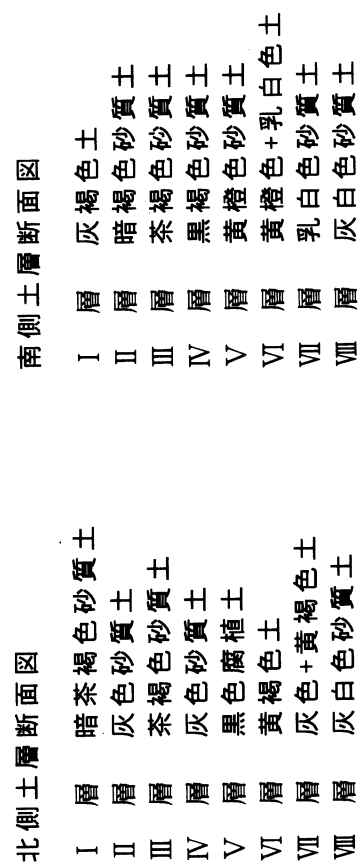 北側土層断面図
Ⅰ 層 暗茶褐色砂質土
Ⅱ 層 灰色砂質土
Ⅲ 層 茶褐色砂質土
Ⅳ 層 灰色砂質土
Ⅴ 層 黒色腐植土
Ⅵ 層 黄褐色土
Ⅶ 層 灰色+黄褐色土
Ⅷ 層 灰白色砂質土
南側土層断面図
Ⅰ 層 灰褐色土
Ⅱ 層 暗褐色砂質土
Ⅲ 層 茶褐色砂質土
Ⅳ 層 黒褐色砂質土
Ⅴ 層 黄橙色砂質土
Ⅵ 層 黄橙色+乳白色土
Ⅶ 層 乳白色砂質土
Ⅷ 層 灰白色砂質土